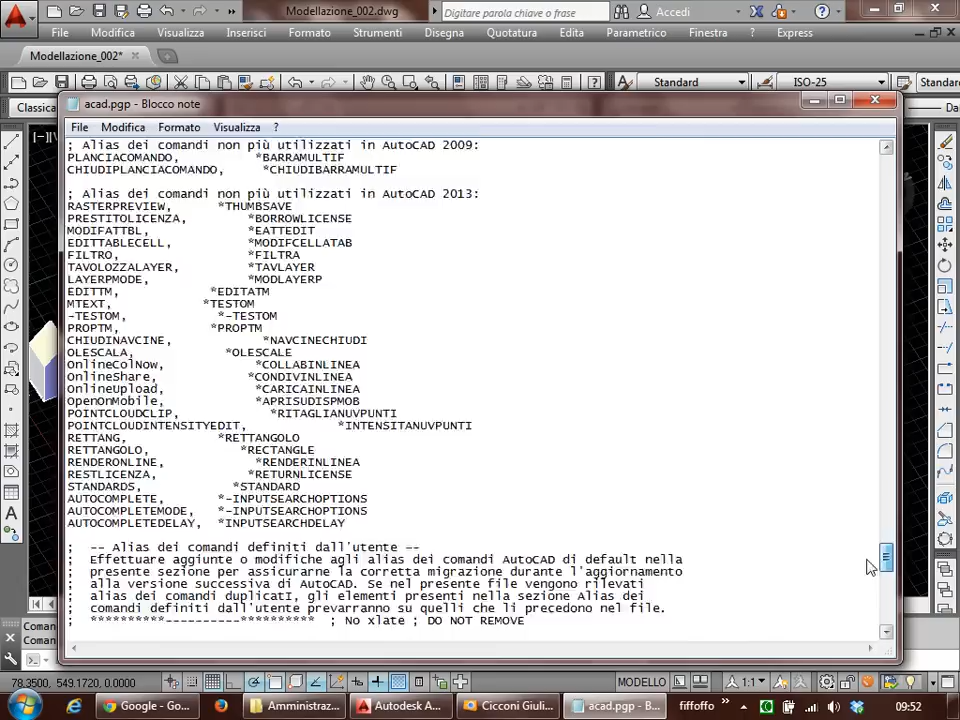 Modellazione_002.dwg
Digitare parola chiave o frase
Accedi
File Modifica Visualizza Inserisci Formato Strumenti Disegna Quotatura Edita Parametrico Finestra ? Express
Modellazione_002*
Standard ISO-25 Standard
Classica
acad.pgp - Blocco note
File Modifica Formato Visualizza ?
; Alias dei comandi non più utilizzati in AutoCAD 2009:
PLANCIACOMANDO, *BARRAMULTIF
CHIUDIPLANCIACOMANDO, *CHIUDIBARRAMULTIF
; Alias dei comandi non più utilizzati in AutoCAD 2013:
RASTERPREVIEW, *THUMBSAVE
PRESTITOLICENZA, *BORROWLICENSE
MODIFATTBL, *EATTEDIT
EDITTABLECELL, *MODIFCELLATAB
FILTRO, *FILTRA
TAVOLOZZALAYER, *TAVLAYER
LAYERPMODE, *MODLAYERP
EDITTM, *EDITATM
MTEXT, *TESTOM
-TESTOM, *-TESTOM
PROPTM, *PROPTM
CHIUDINAVCINE, *NAVCINECHIUDI
OLESCALA, *OLESCALE
OnlineColNow, *COLLABINLINEA
OnlineShare, *CONDIVINLINEA
OnlineUpload, *CARICAINLINEA
OpenOnMobile, *APRISUDISPMOB
POINTCLOUDCLIP, *RITAGLIANUVPUNTI
POINTCLOUDINTENSITYEDIT, *INTENSITANUVPUNTI
RETTANG, *RETTANGOLO
RETTANGOLO, *RECTANGLE
RENDERONLINE, *RENDERINLINEA
RESTLICENZA, *RETURNLICENSE
STANDARDS, *STANDARD
AUTOCOMPLETE, *-INPUTSEARCHOPTIONS
AUTOCOMPLETEMODE, *-INPUTSEARCHOPTIONS
AUTOCOMPLETEDELAY, *INPUTSEARCHDELAY
; -- Alias dei comandi definiti dall'utente --
; Effettuare aggiunte o modifiche agli alias dei comandi AutoCAD di default nella
; presente sezione per assicurarne la corretta migrazione durante l'aggiornamento
; alla versione successiva di AutoCAD. Se nel presente file vengono rilevati
; alias dei comandi duplicatI, gli elementi presenti nella sezione Alias dei
; comandi definiti dall'utente prevarranno su quelli che li precedono nel file.
; **********----------********** ; No xlate ; DO NOT REMOVE
Coman
Coman
78.3500, 549.1720, 0.0000
MODELLO
1:1
Google - Go...
Amministraz...
Autodesk A...
Cicconi Giuli...
acad.pgp - B...
fiffoffo
09:52